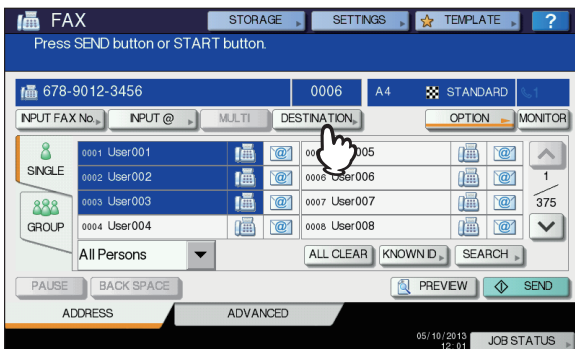 FAX STORAGE SETTINGS TEMPLATE ?
Press SEND button or START button.
678-9012-3456 0006 A4 STANDARD 1
INPUT FAX No. INPUT @ MULTI DESTINATION OPTION MONITOR
SINGLE
0001 User001
0002 User002
0003 User003
0004 User004
0006 User006
0007 User007
0008 User008
1
375
GROUP
All Persons ALL CLEAR KNOWN ID SEARCH
PAUSE BACK SPACE PREVIEW SEND
ADDRESS ADVANCED
05/10/2013
12:01
JOB STATUS